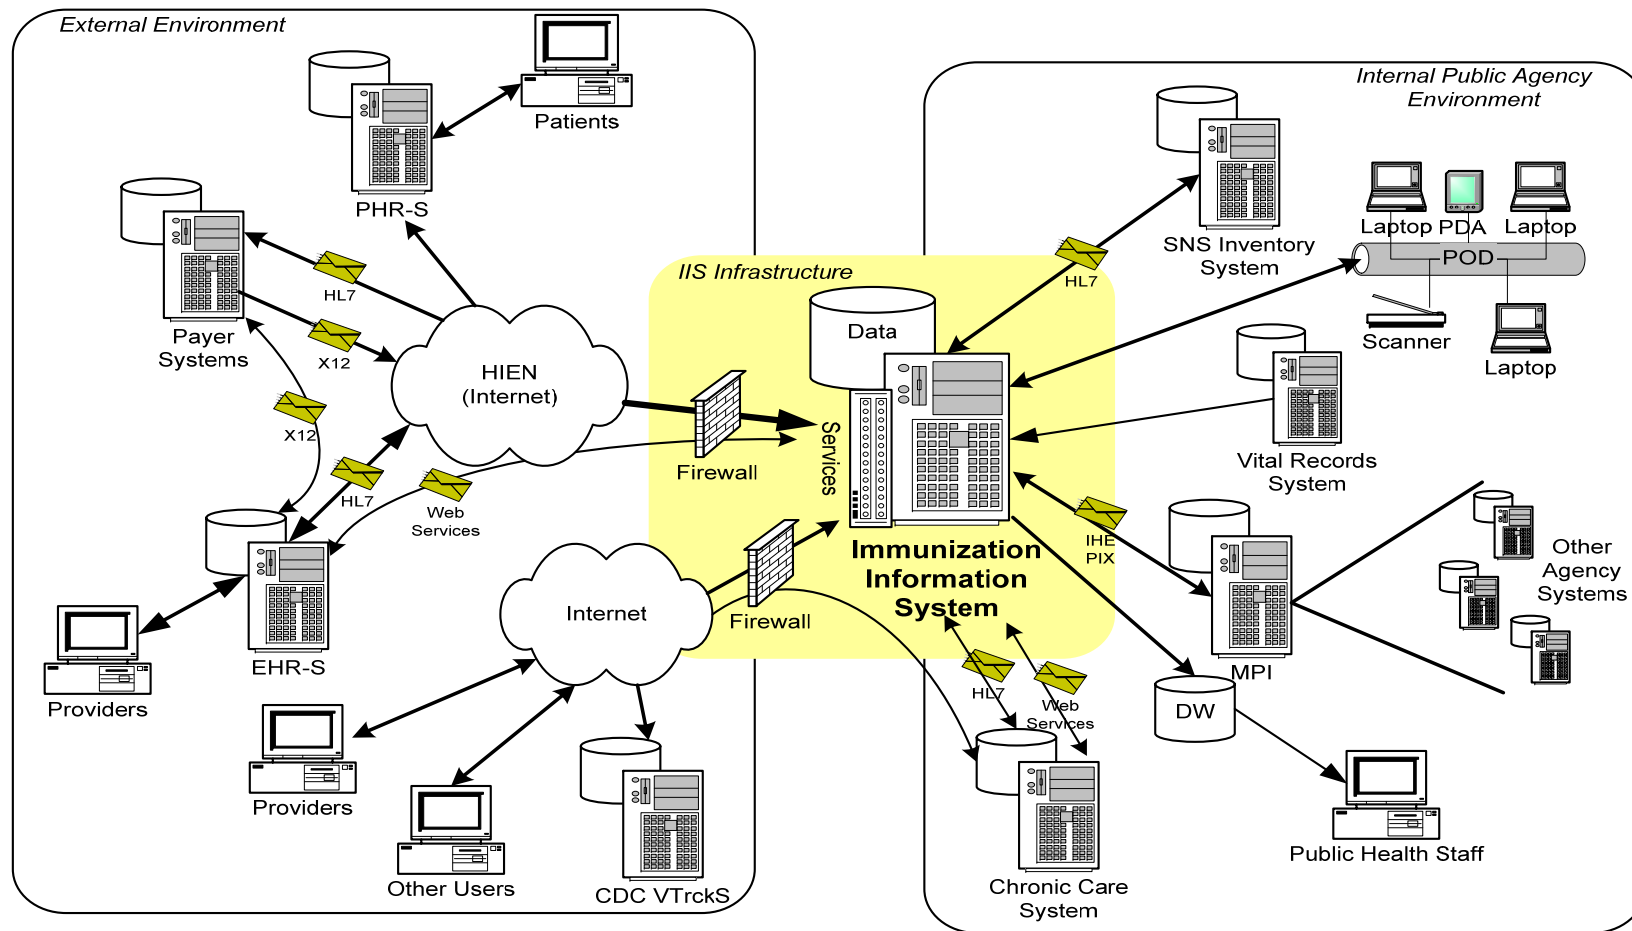 External Environment
Internal Public Agency
Environment
Patients
PHR-S
Laptop
PDA
Laptop
SNS Inventory
System
POD
IIS Infrastructure
HL7
HL7
Payer
Systems
X12
Data
Scanner
Laptop
HIEN
(Internet)
X12
Services
Firewall
Vital Records
System
HL7
Web
Services
IHE
PIX
Immunization
Information
System
Other
Agency
Systems
Internet
Firewall
EHR-S
MPI
Providers
HL7
Web
Services
DW
Providers
Public Health Staff
Other Users
CDC VTrckS
Chronic Care
System